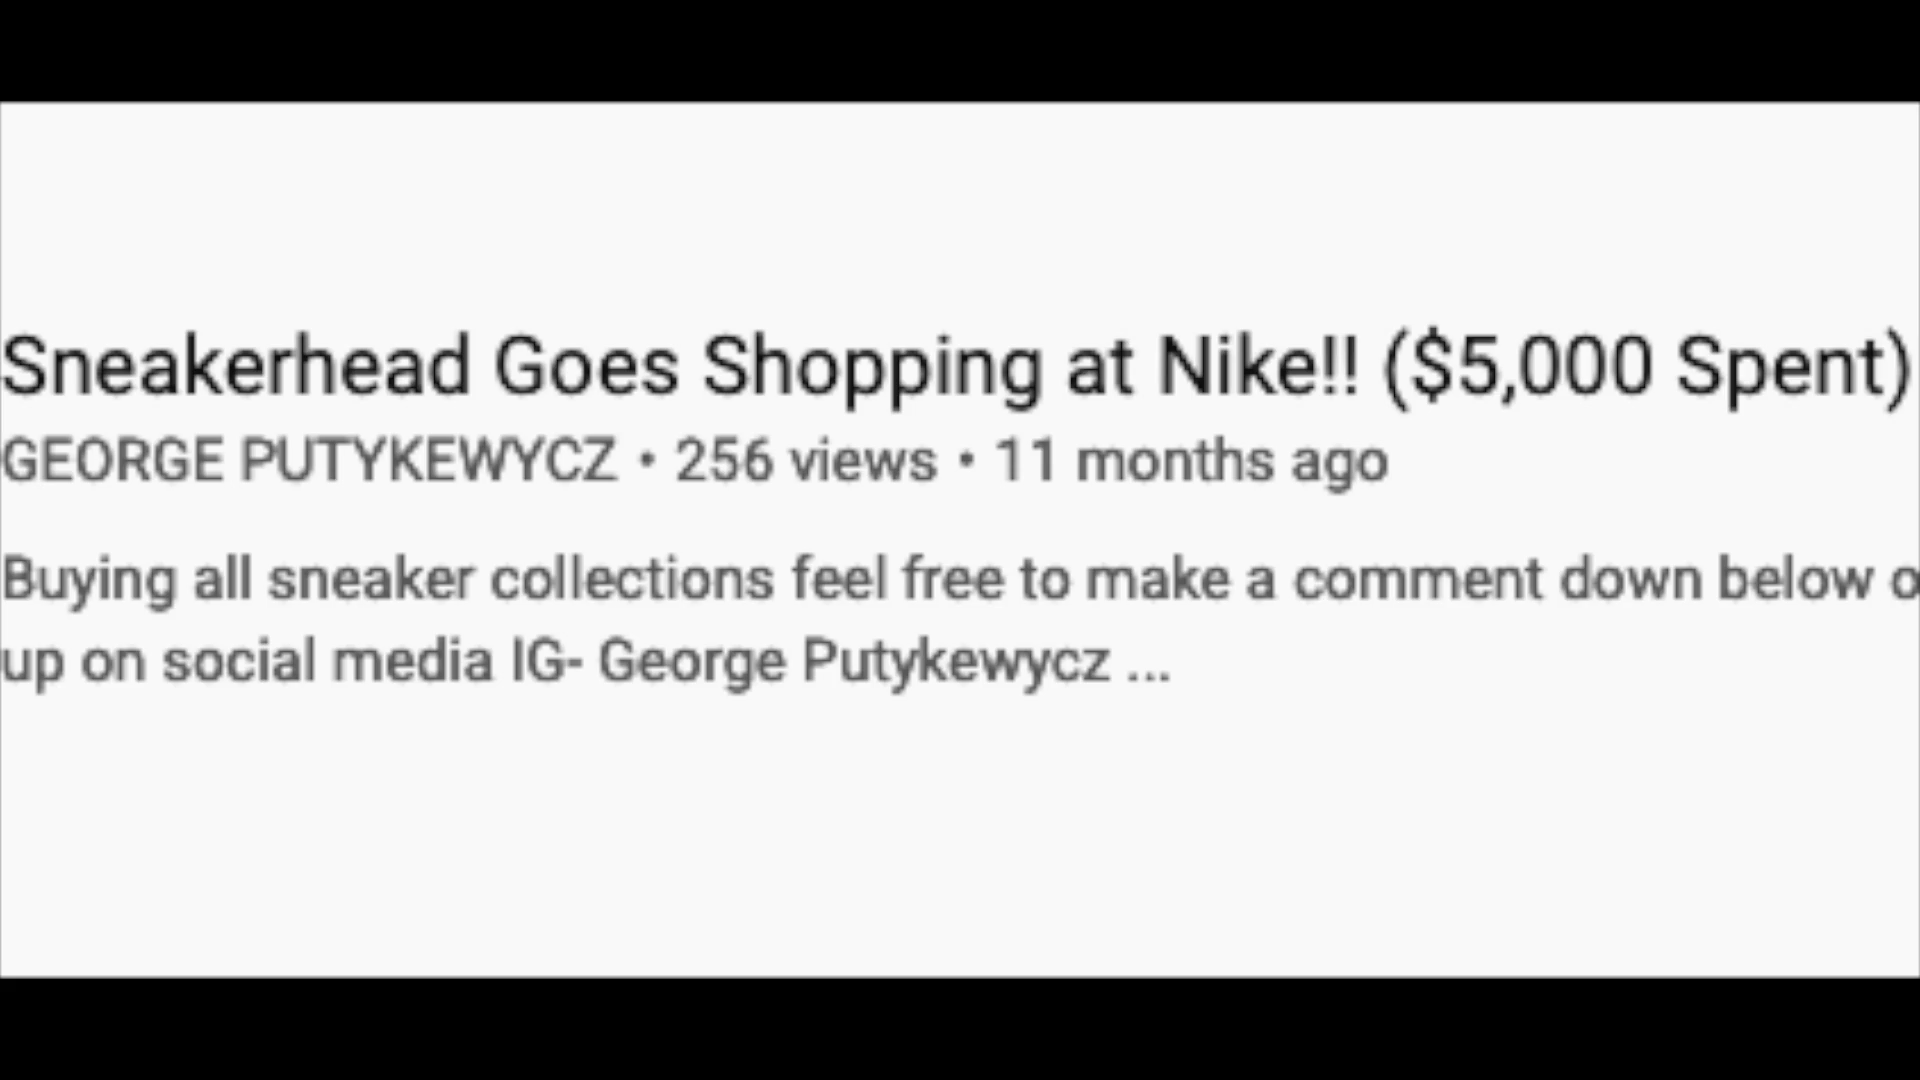 Sneakerhead Goes Shopping at Nike!! ($5,000 Spent)
GEORGE PUTYKEWYCZ • 256 views • 11 months ago
Buying all sneaker collections feel free to make a comment down below
up on social media IG- George Putykewycz ...